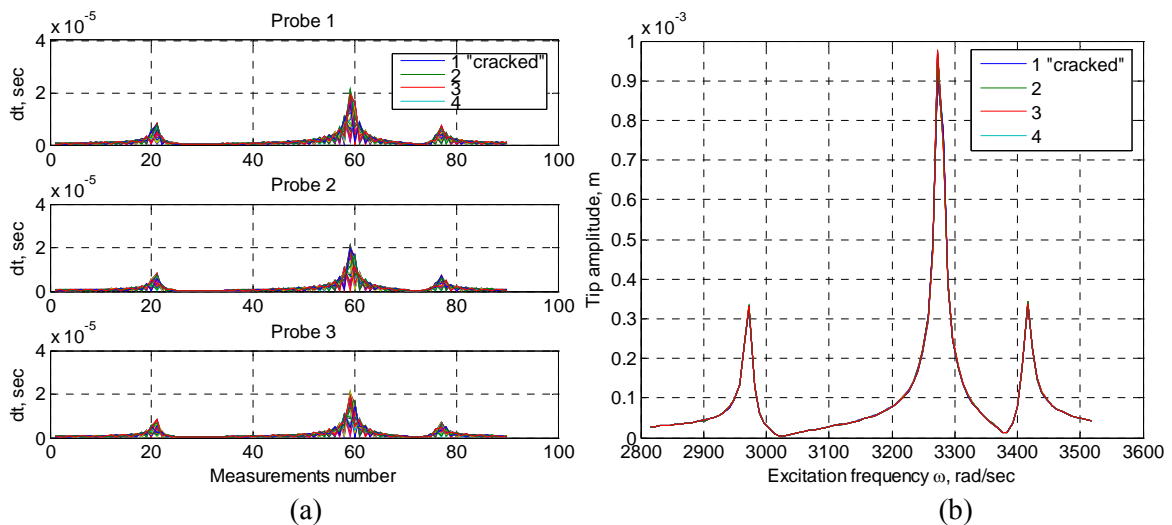 Probe 1
x 10-5
4
2
0
dt, sec
1 "cracked"
2
3
4
0 20 40 60 80 100
Probe 2
x 10-5
4
2
0
dt, sec
0 20 40 60 80 100
Probe 3
x 10-5
4
2
0
dt, sec
0 20 40 60 80 100
Measurements number
(a)
x 10-3
1
0.9
0.8
0.7
0.6
0.5
0.4
0.3
0.2
0.1
0
Tip amplitude, m
1 "cracked"
2
3
4
2800 2900 3000 3100 3200 3300 3400 3500 3600
Excitation frequency ω, rad/sec
(b)